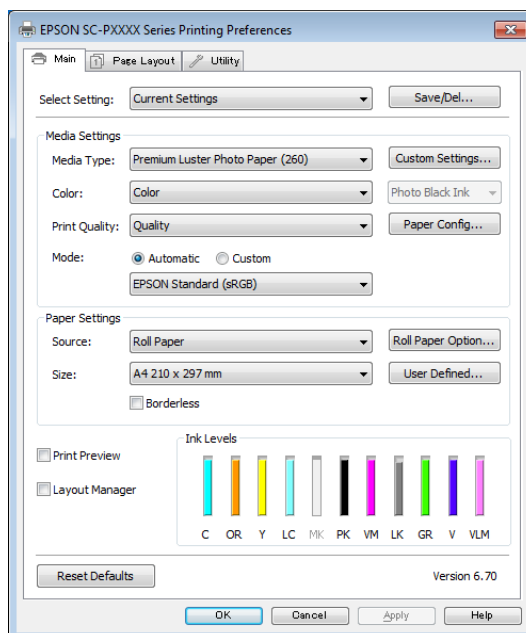 EPSON SC-PXXXX Series Printing Preferences
Main Page Layout Utility
Select Setting: Current Settings Save/Del...
Media Settings
Media Type: Premium Luster Photo Paper (260) Custom Settings...
Color: Color Photo Black Ink
Print Quality: Quality Paper Config...
Mode: Automatic Custom
EPSON Standard (sRGB)
Paper Settings
Source: Roll Paper Roll Paper Option...
Size: A4 210 x 297 mm User Defined...
Borderless
Ink Levels
Print Preview
Layout Manager
C OR Y LC MK PK VM LK GR V VLM
Reset Defaults Version 6.70
OK Cancel Apply Help